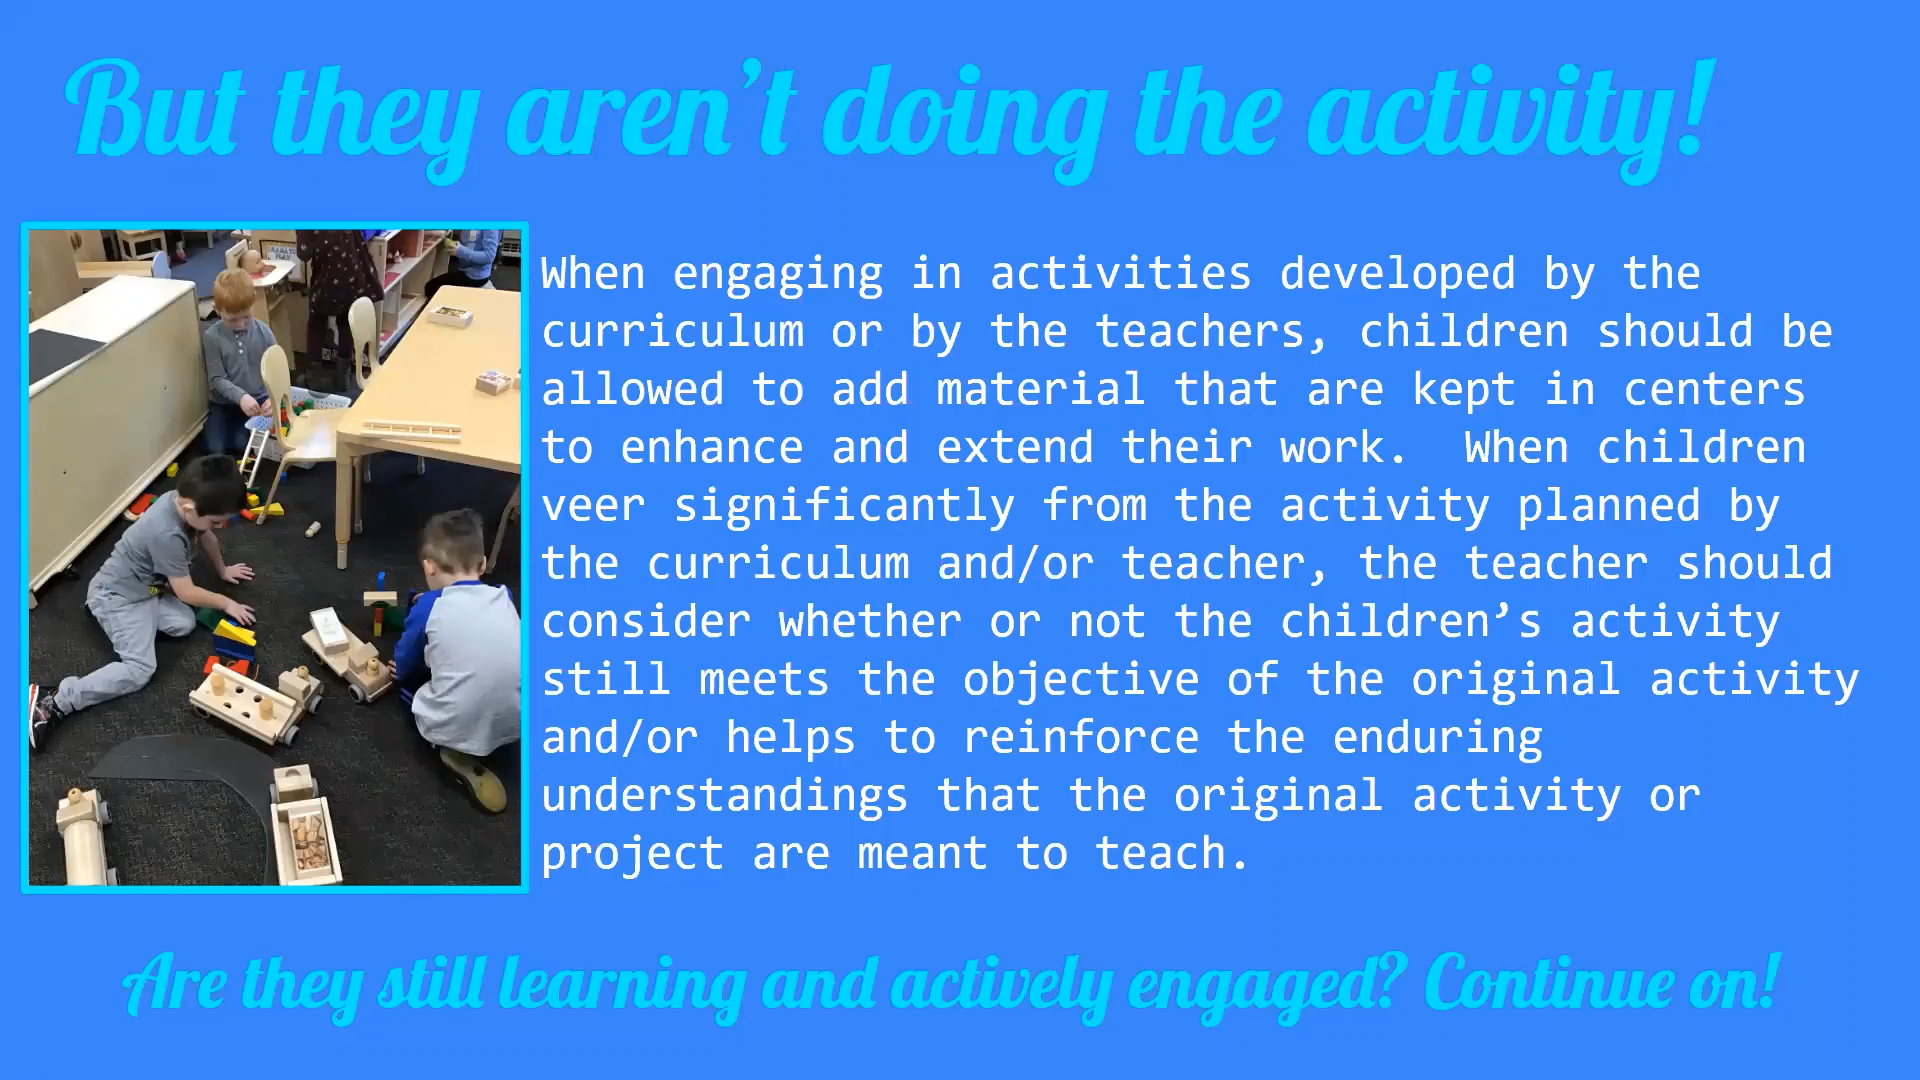 But they aren't doing the activity!
When engaging in activities developed by the
curriculum or by the teachers, children should be
allowed to add material that are kept in centers
to enhance and extend their work.  When children
veer significantly from the activity planned by
the curriculum and/or teacher, the teacher should
consider whether or not the children’s activity
still meets the objective of the original activity
and/or helps to reinforce the enduring
understandings that the original activity or
project are meant to teach.
Are they still learning and actively engaged? Continue on!